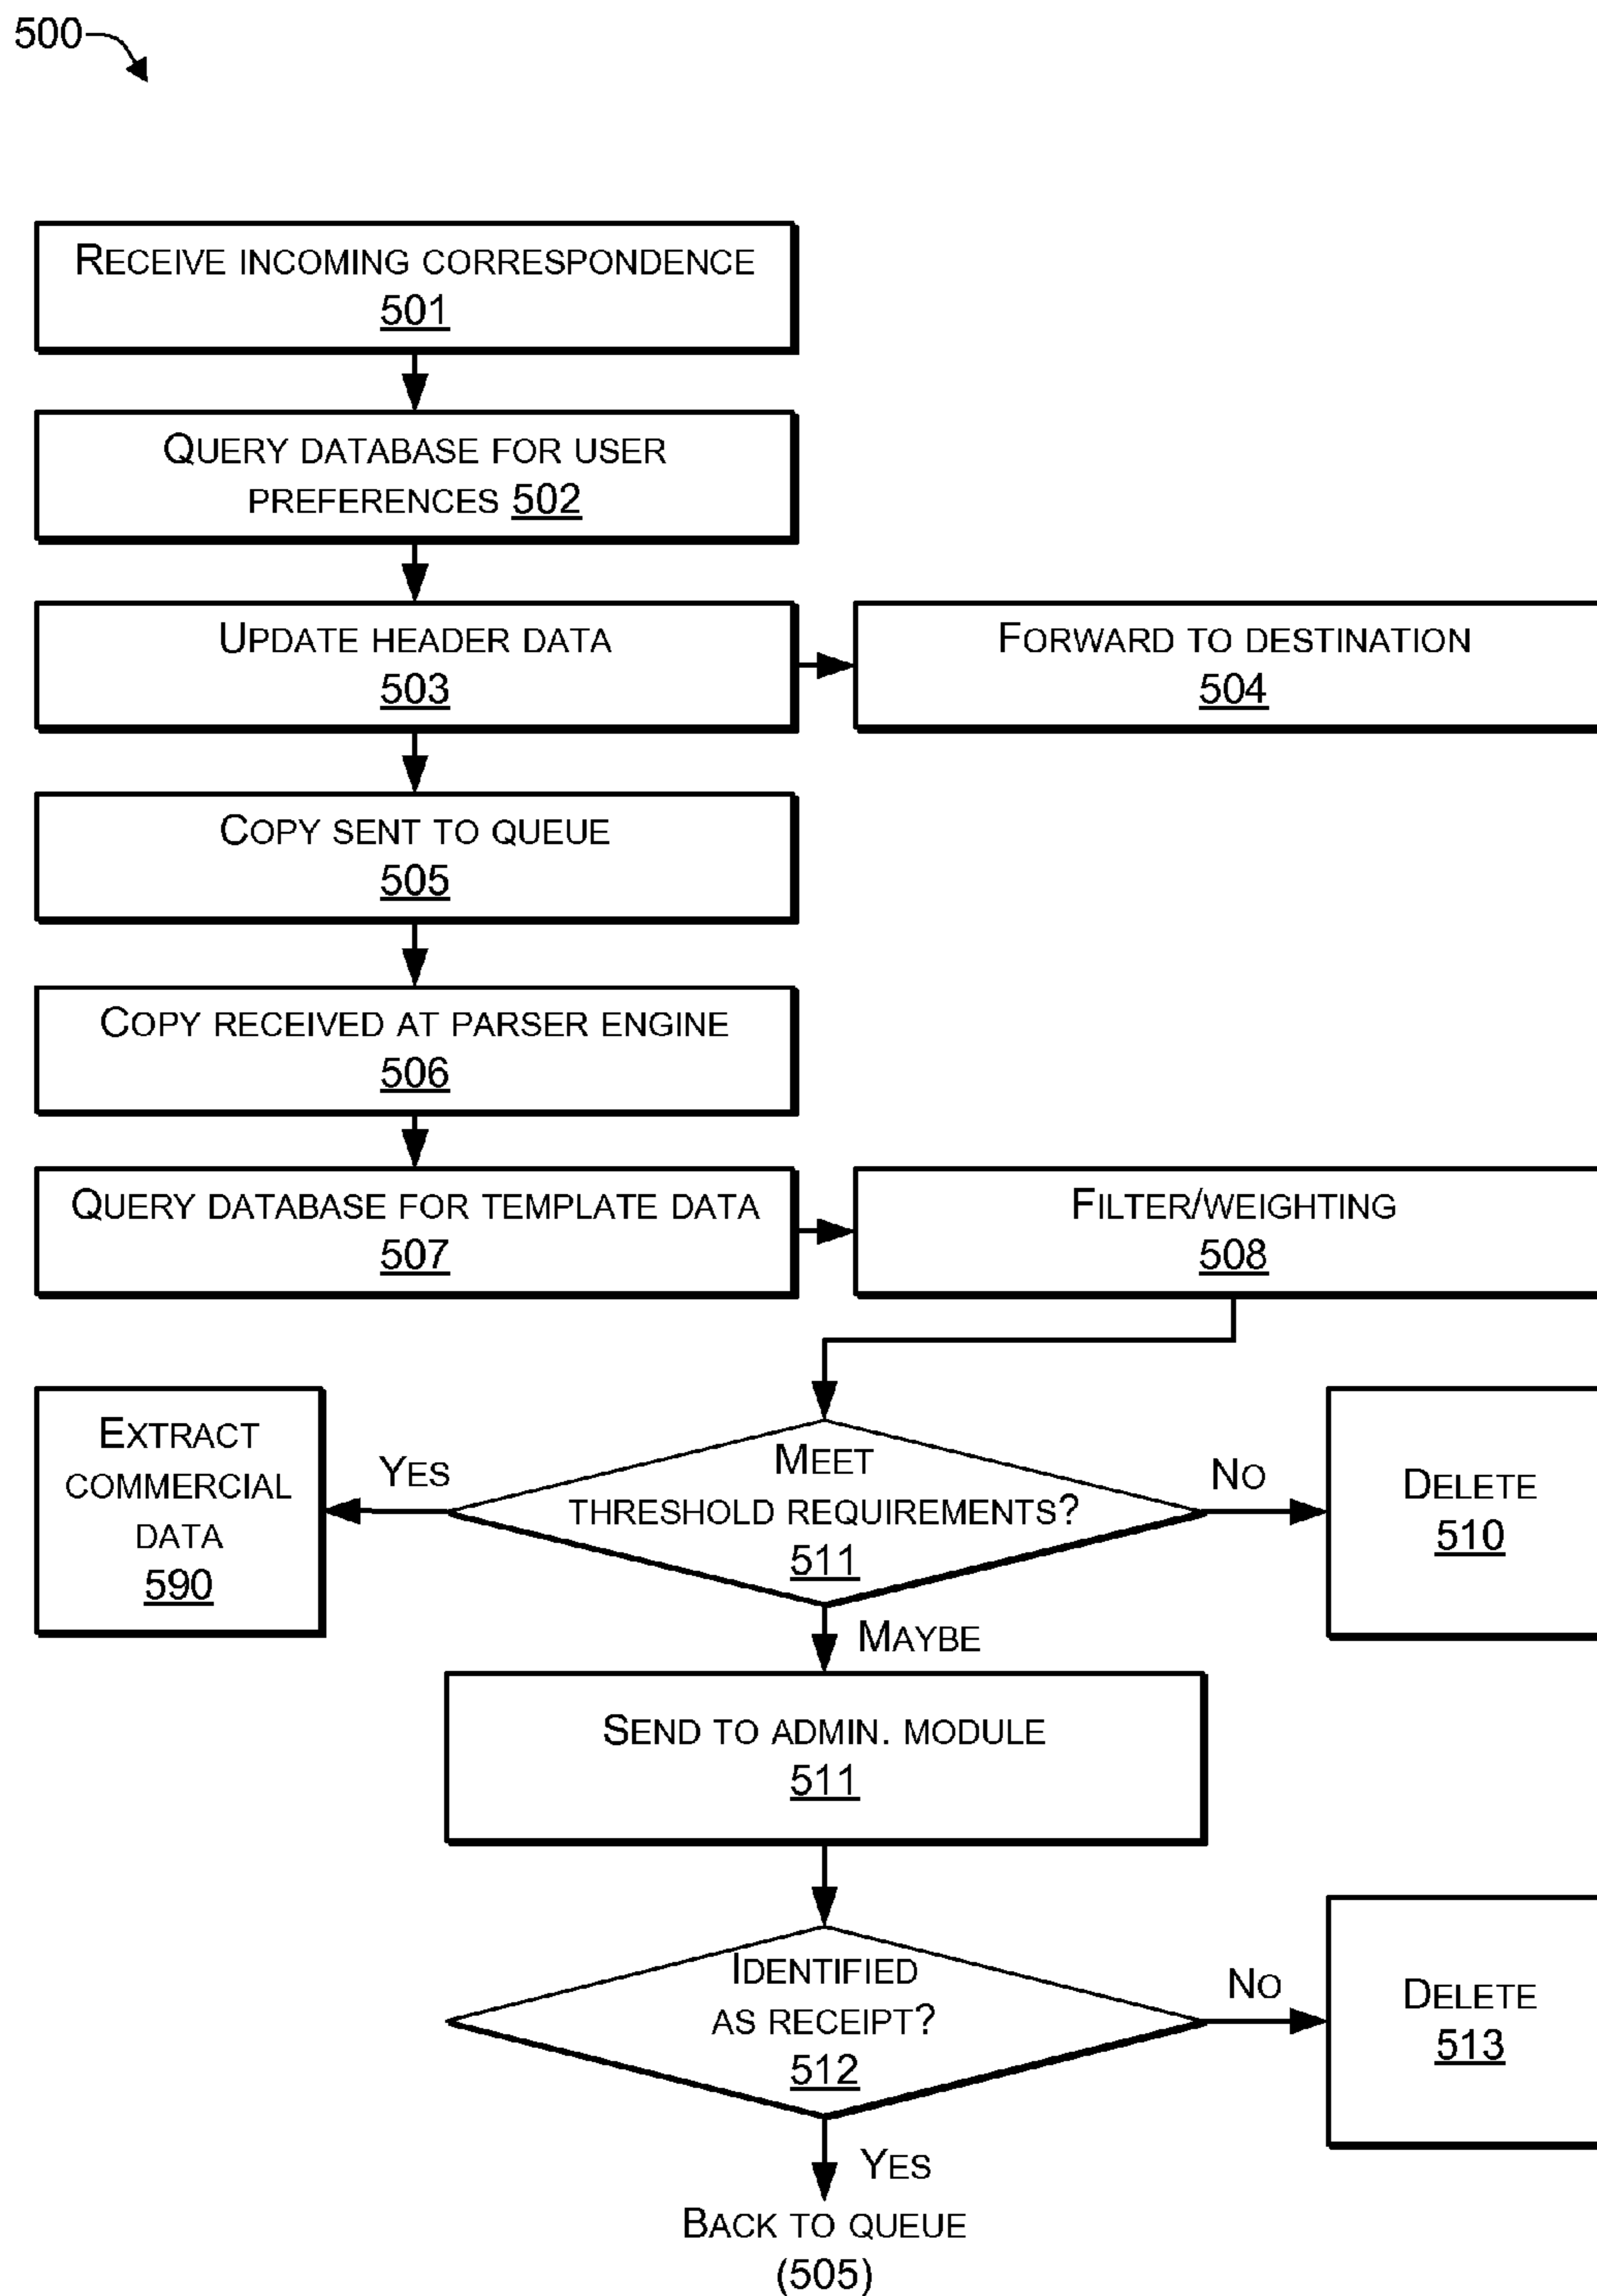 500
RECEIVE INCOMING CORRESPONDENCE
501
QUERY DATABASE FOR USER
PREFERENCES 502
UPDATE HEADER DATA
503
FORWARD TO DESTINATION
504
COPY SENT TO QUEUE
505
COPY RECEIVED AT PARSER ENGINE
506
QUERY DATABASE FOR TEMPLATE DATA
507
FILTER/WEIGHTING
508
EXTRACT
COMMERCIAL
DATA
590
YES
MEET
THRESHOLD REQUIREMENTS?
511
NO
DELETE
510
MAYBE
SEND TO ADMIN. MODULE
511
IDENTIFIED
AS RECEIPT?
512
NO
DELETE
513
YES
BACK TO QUEUE
(505)